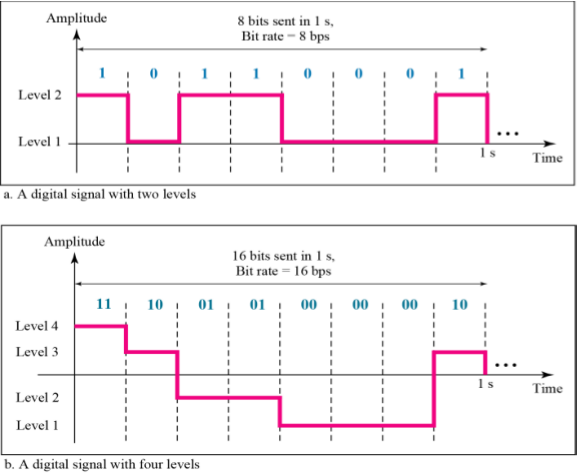 Amplitude
8 bits sent in 1 s,
Bit rate = 8 bps
1 0 1 1 0 0 0 1
Level 2
Level 1
1 s
Time
a. A digital signal with two levels
Amplitude
16 bits sent in 1 s,
Bit rate = 16 bps
11 10 01 01 00 00 00 10
Level 4
Level 3
1 s
Time
Level 2
Level 1
b. A digital signal with four levels